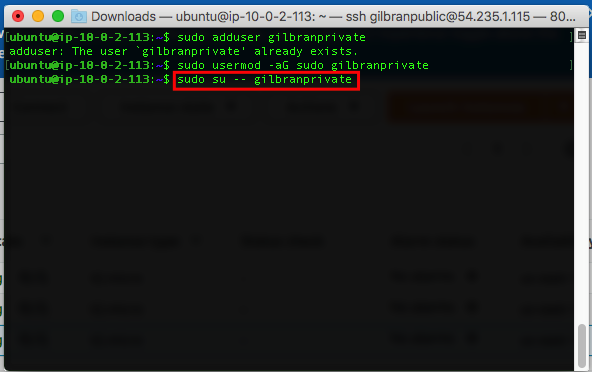 Downloads — ubuntu@ip-10-0-2-113: ~ — ssh gilbranpublic@54.235.1.115 — 80...
[ubuntu@ip-10-0-2-113:~$ sudo adduser gilbranprivate ]
adduser: The user `gilbranprivate' already exists.
[ubuntu@ip-10-0-2-113:~$ sudo usermod -aG sudo gilbranprivate ]
ubuntu@ip-10-0-2-113:~$ sudo su -- gilbranprivate